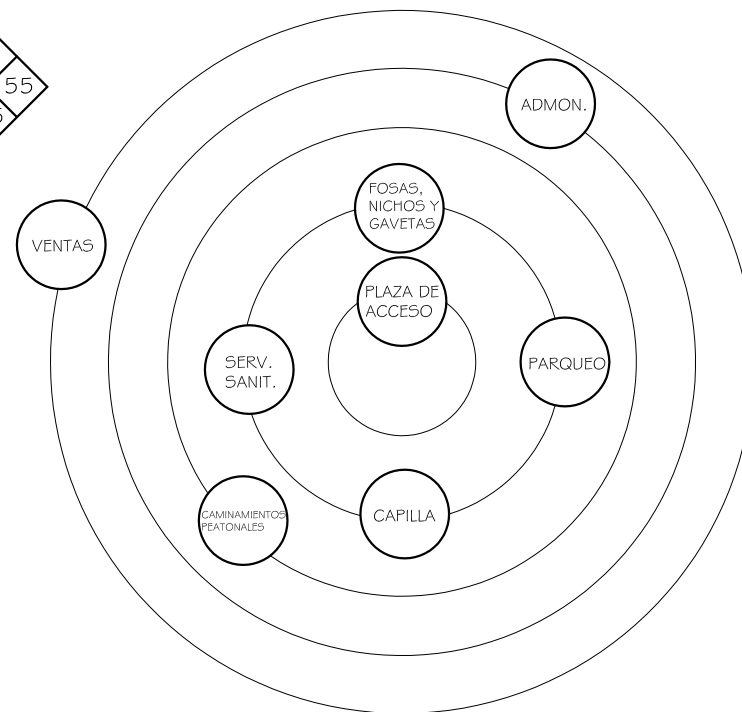 55
ADMON.
FOSAS,
NICHOS Y
GAVETAS
VENTAS
PLAZA DE
ACCESO
SERV.
SANIT.
PARQUEO
CAMINAMIENTOS
PEATONALES
CAPILLA